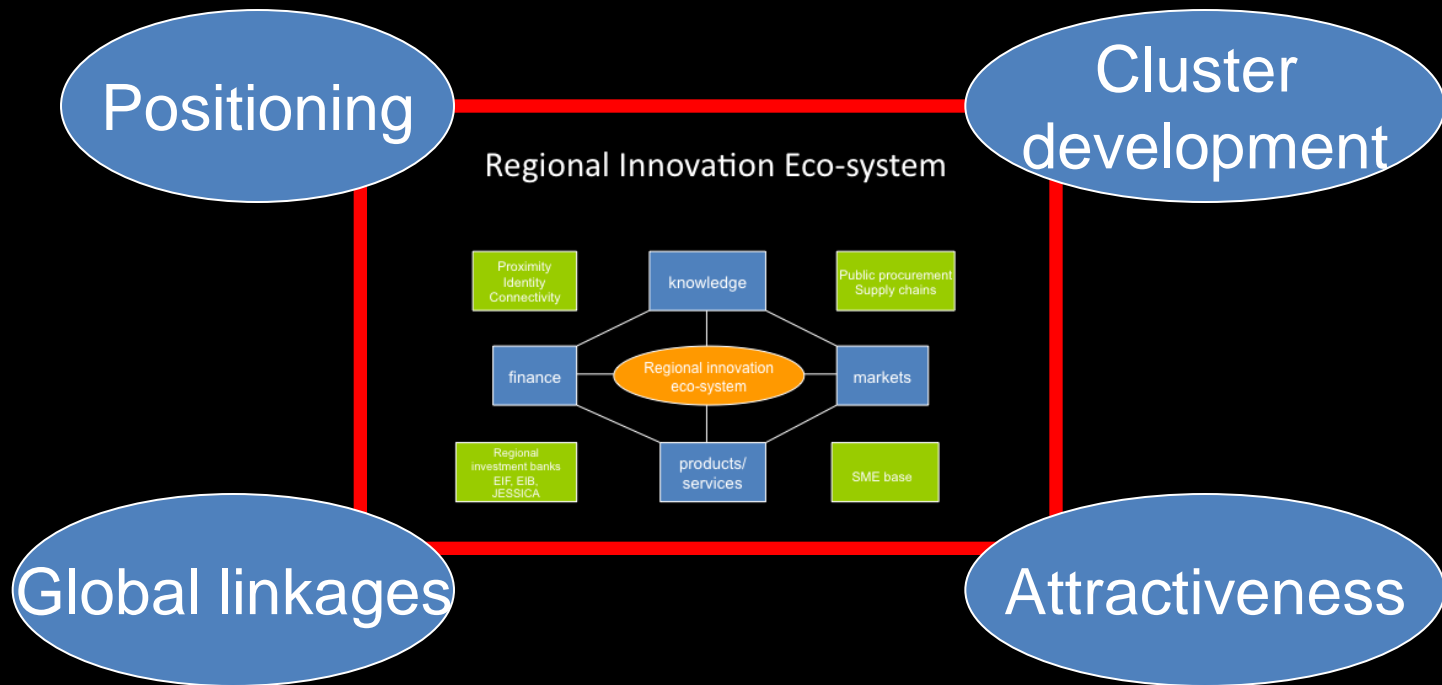 Positioning
Cluster
development
Regional Innovation Eco-system
Proximity
Identity
Connectivity
knowledge
Public procurement
Supply chains
finance
Regional innovation
eco-system
markets
Regional
investment banks
EIF, EIB,
JESSICA
products/
services
SME base
Global linkages
Attractiveness